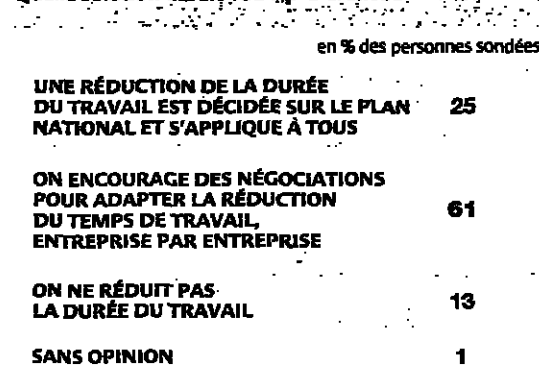 en % des personnes sondées
UNE RÉDUCTION DE LA DURÉE
DU TRAVAIL EST DÉCIDÉE SUR LE PLAN 25
NATIONAL ET S'APPLIQUE À TOUS
ON ENCOURAGE DES NÉGOCIATIONS
POUR ADAPTER LA RÉDUCTION
DU TEMPS DE TRAVAIL, 61
ENTREPRISE PAR ENTREPRISE
ON NE RÉDUIT PAS
LA DURÉE DU TRAVAIL 13
SANS OPINION 1